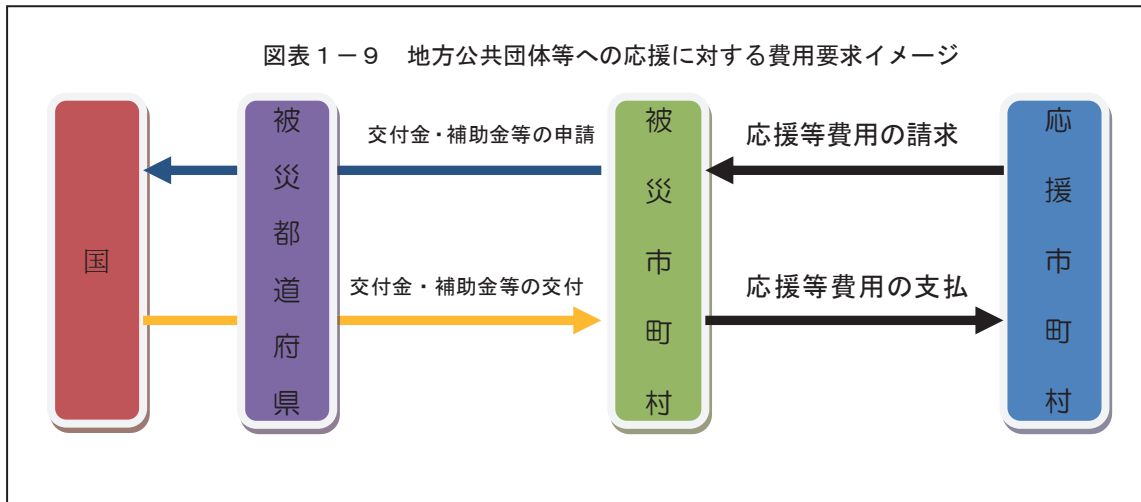 図表１－９　地方公共団体等への応援に対する費用要求イメージ
国
被災都道府県
交付金・補助金等の申請
交付金・補助金等の交付
被災市町村
応援等費用の請求
応援等費用の支払
応援市町村